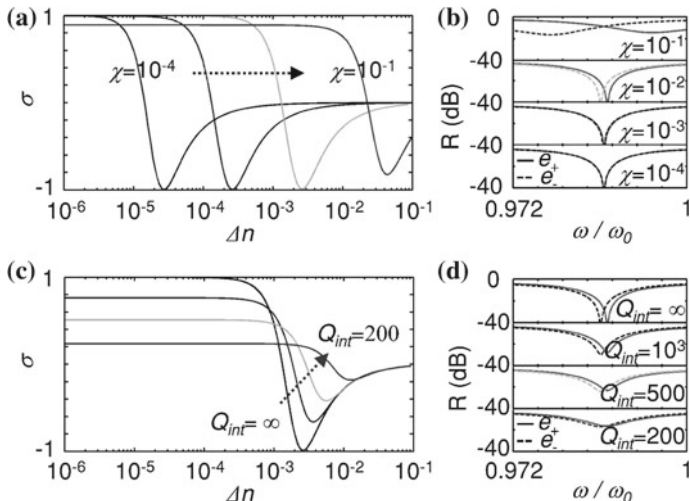 (a)
1
σ
-1
χ=10⁻⁴
χ=10⁻¹
10⁻⁶ 10⁻⁵ 10⁻⁴ 10⁻³ 10⁻² 10⁻¹
Δn
(b)
0
-40
-40
-40
-40
R (dB)
χ=10⁻¹
χ=10⁻²
χ=10⁻³
χ=10⁻⁴
e₊
e₋
0.972 1
ω / ω₀
(c)
1
σ
-1
Q_int=200
Q_int= ∞
10⁻⁶ 10⁻⁵ 10⁻⁴ 10⁻³ 10⁻² 10⁻¹
Δn
(d)
0
-40
-40
-40
-40
R (dB)
Q_int= ∞
Q_int=10³
Q_int=500
Q_int=200
e₊
e₋
0.972 1
ω / ω₀